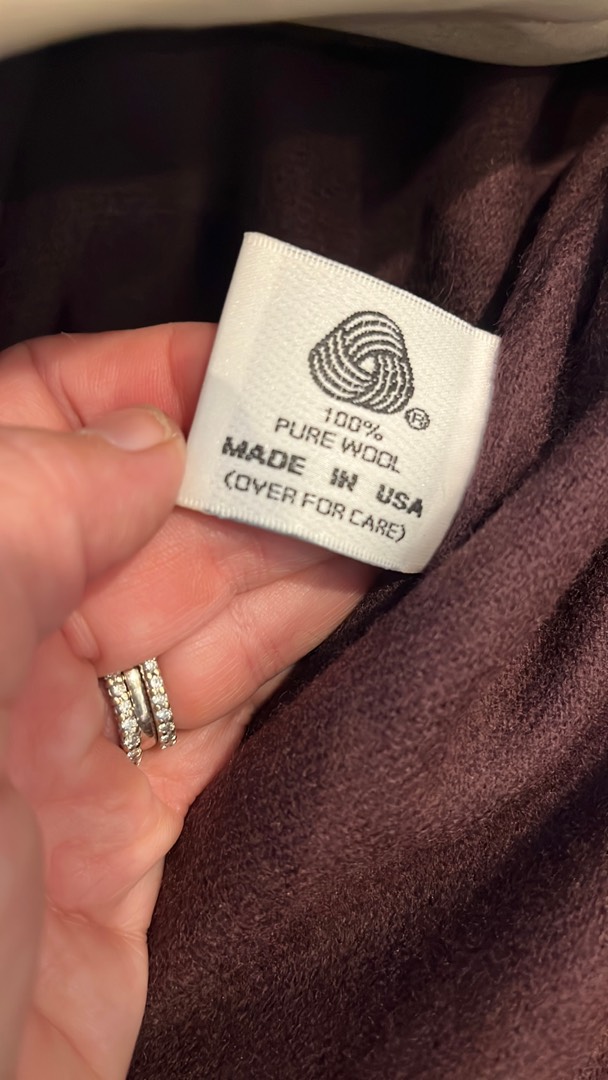 ®
100%
PURE WOOL
MADE IN USA
(OVER FOR CARE)